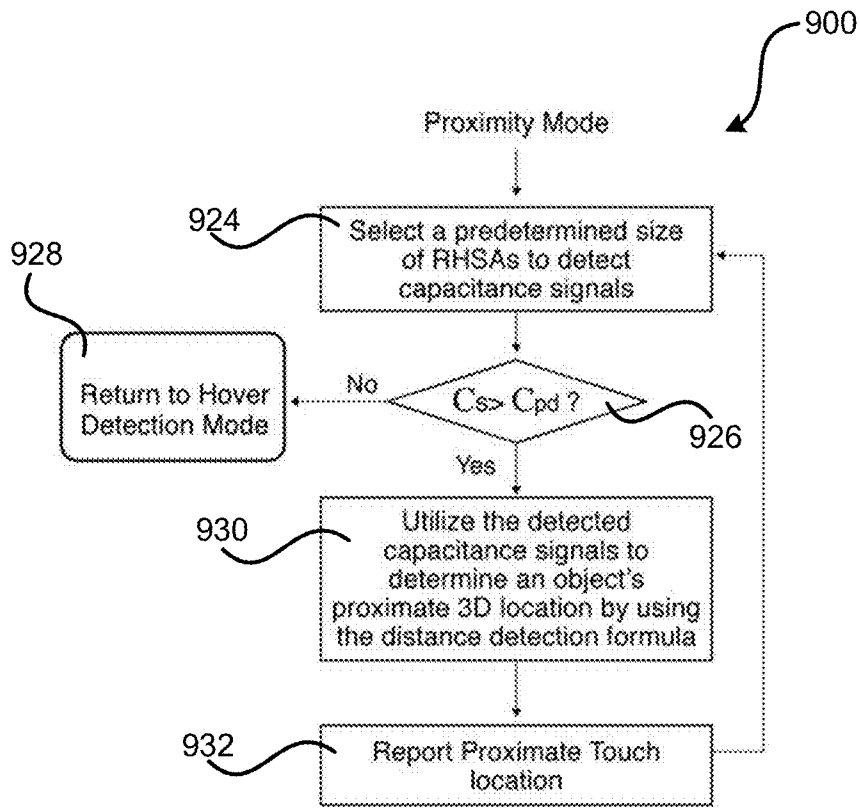 900
Proximity Mode
924
Select a predetermined size
of RHSAs to detect
capacitance signals
928
Return to Hover
Detection Mode
No
Cs> Cpd ?
926
Yes
930
Utilize the detected
capacitance signals to
determine an object's
proximate 3D location by using
the distance detection formula
932
Report Proximate Touch
location